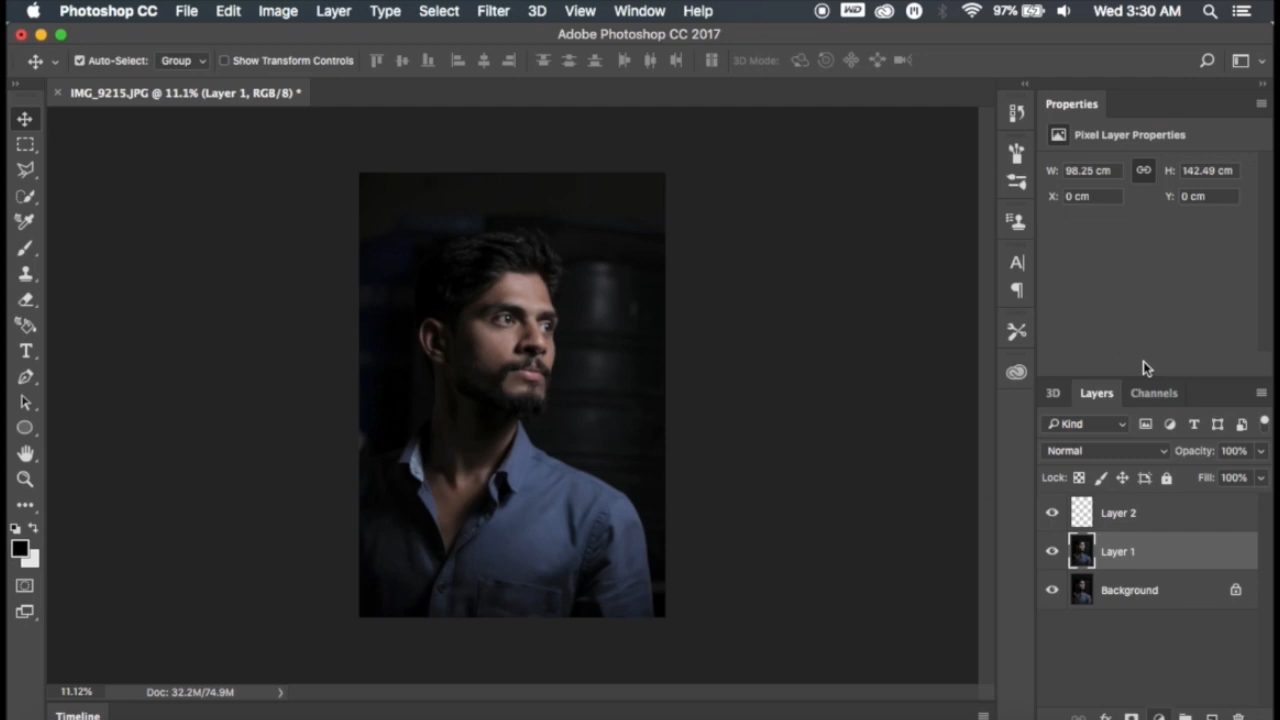 Photoshop CC File Edit Image Layer Type Select Filter 3D View Window Help WD 97% Wed 3:30 AM
Adobe Photoshop CC 2017
Auto-Select: Group Show Transform Controls 3D Mode:
× IMG_9215.JPG @ 11.1% (Layer 1, RGB/8) *
Properties
Pixel Layer Properties
W: 98.25 cm H: 142.49 cm
X: 0 cm Y: 0 cm
3D Layers Channels
Kind
Normal Opacity: 100%
Lock: Fill: 100%
Layer 2
Layer 1
Background
11.12% Doc: 32.2M/74.9M
Timeline